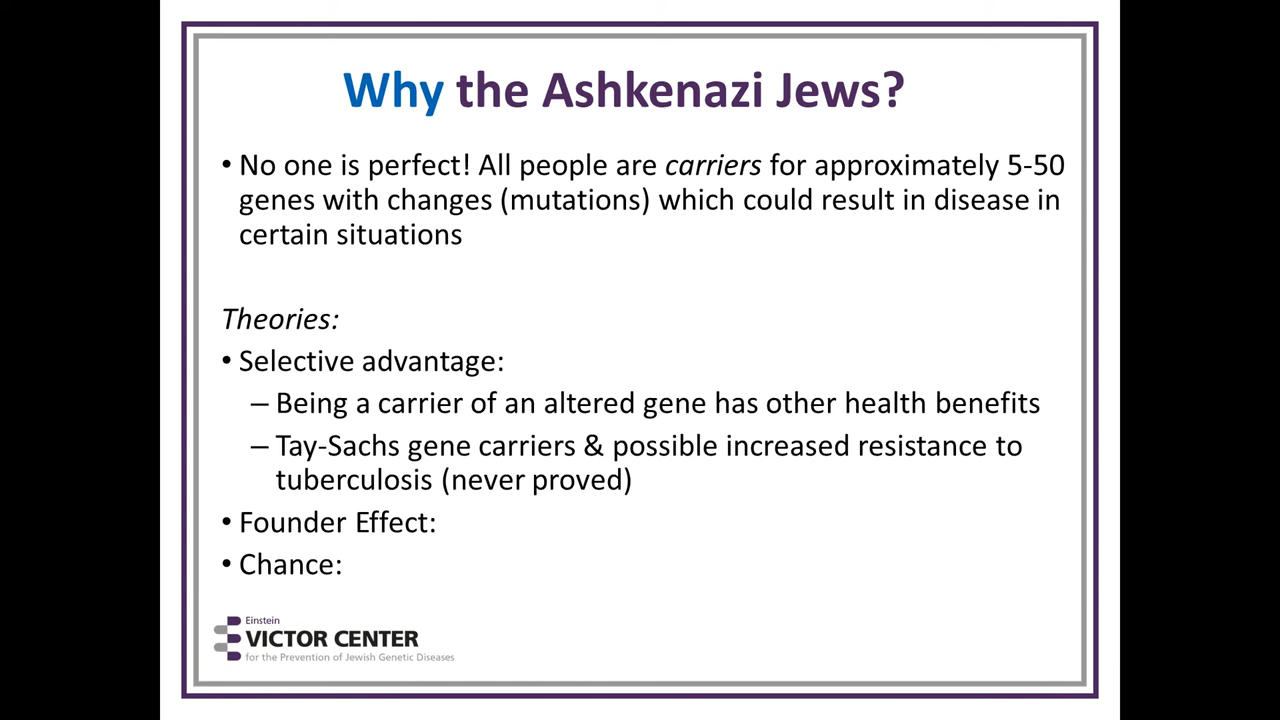 Why the Ashkenazi Jews?
• No one is perfect! All people are carriers for approximately 5-50
genes with changes (mutations) which could result in disease in
certain situations
Theories:
• Selective advantage:
– Being a carrier of an altered gene has other health benefits
– Tay-Sachs gene carriers & possible increased resistance to
tuberculosis (never proved)
• Founder Effect:
• Chance:
Einstein
VICTOR CENTER
for the Prevention of Jewish Genetic Diseases